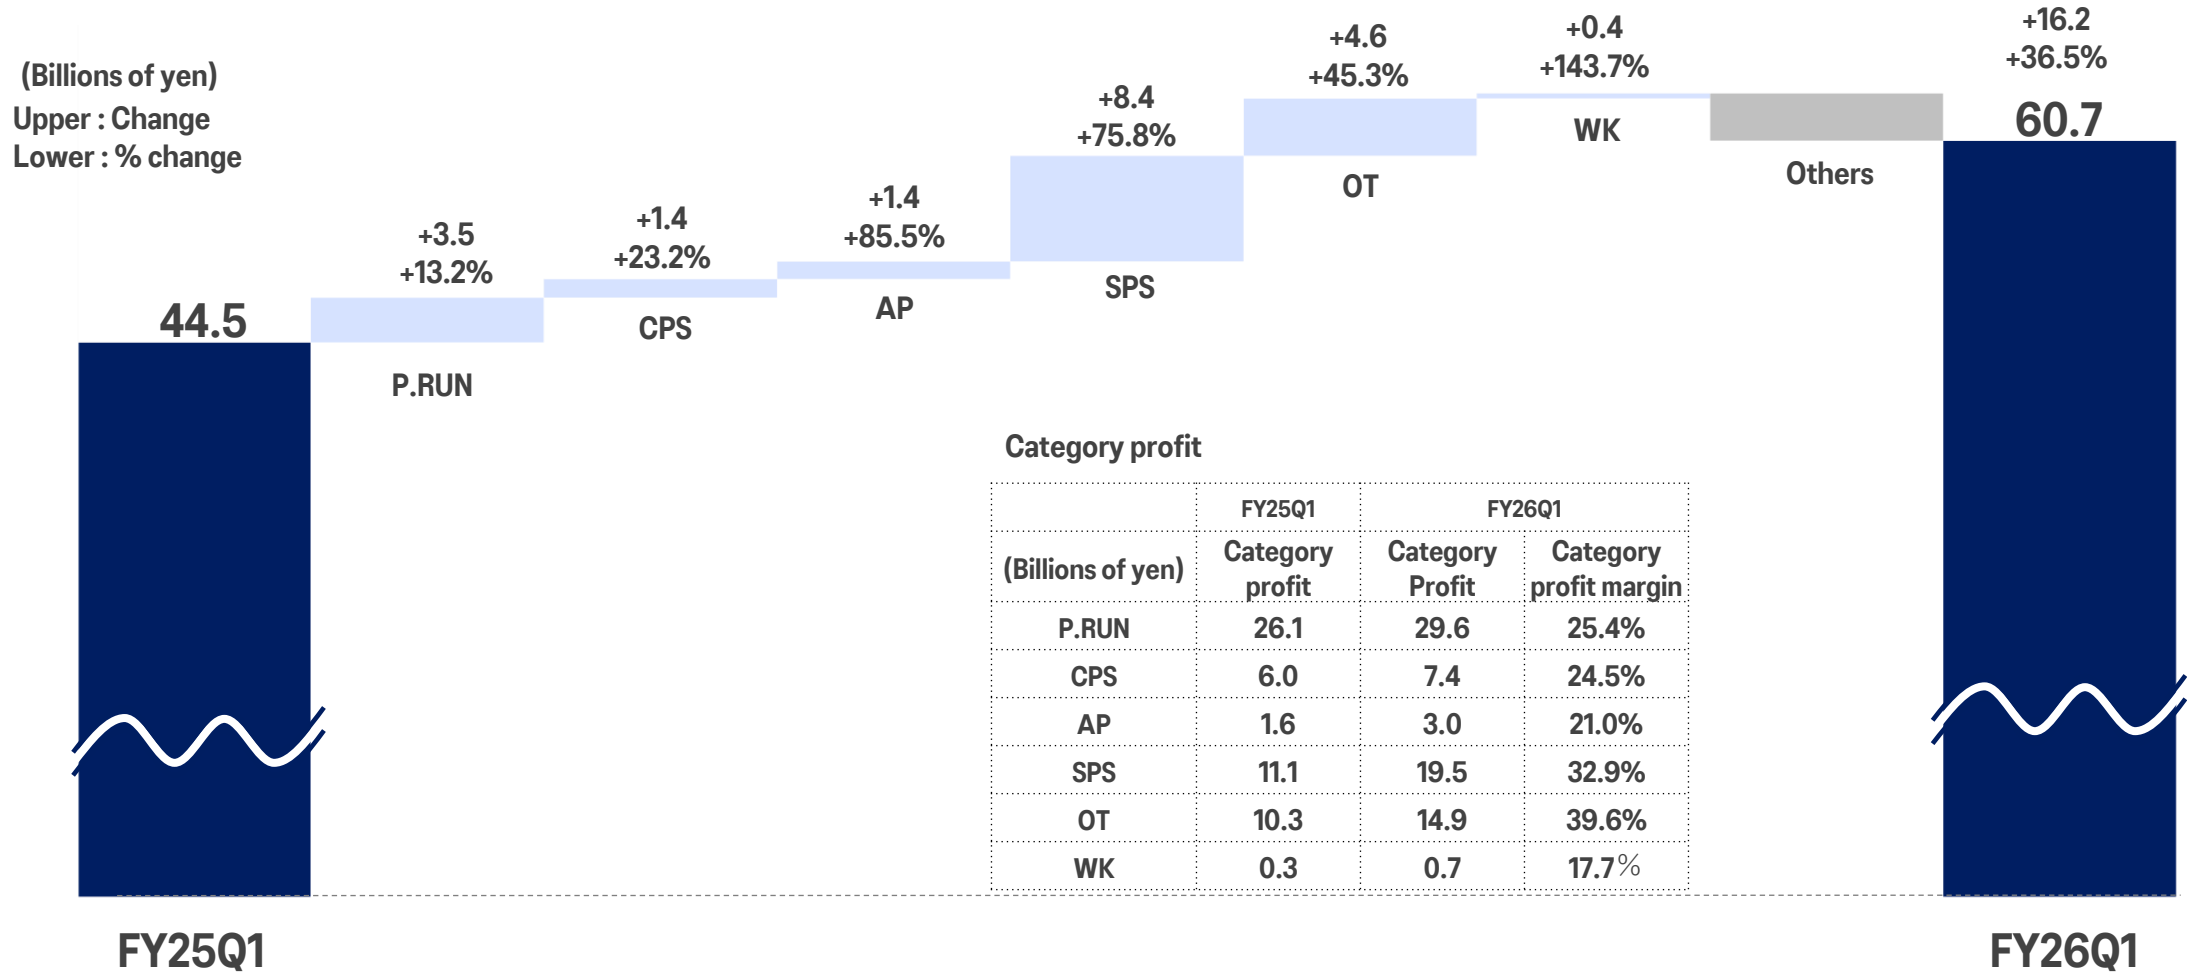 (Billions of yen)
Upper : Change
Lower : % change
44.5
+3.5
+13.2%
P.RUN
+1.4
+23.2%
CPS
+1.4
+85.5%
AP
+8.4
+75.8%
SPS
+4.6
+45.3%
OT
+0.4
+143.7%
WK
Others
+16.2
+36.5%
60.7
Category profit
FY25Q1 FY26Q1
(Billions of yen) Category profit Category Profit Category profit margin
P.RUN 26.1 29.6 25.4%
CPS 6.0 7.4 24.5%
AP 1.6 3.0 21.0%
SPS 11.1 19.5 32.9%
OT 10.3 14.9 39.6%
WK 0.3 0.7 17.7%
FY25Q1 FY26Q1